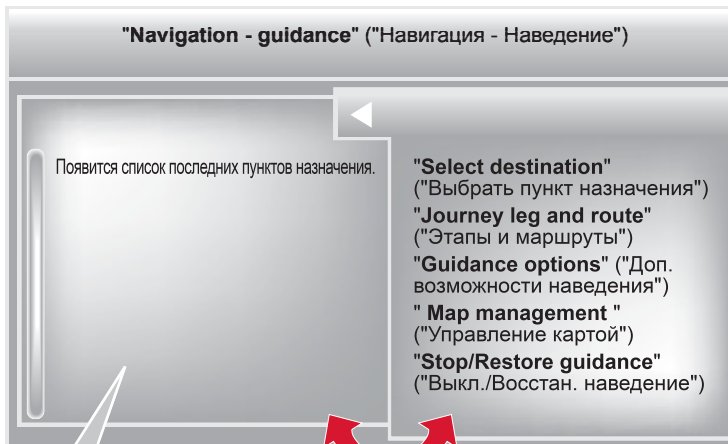 "Navigation - guidance" ("Навигация - Наведение")
Появится список последних пунктов назначения.
"Select destination"
("Выбрать пункт назначения")
"Journey leg and route"
("Этапы и маршруты")
"Guidance options" ("Доп.
возможности наведения")
" Map management "
("Управление картой")
"Stop/Restore guidance"
("Выкл./Восстан. наведение")